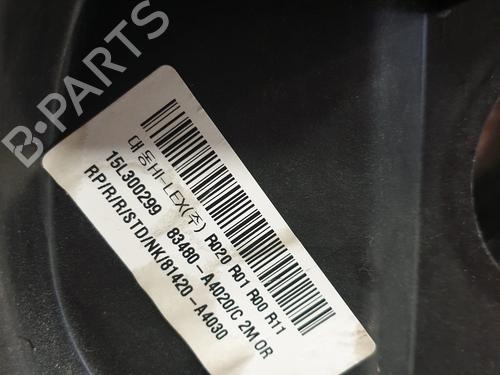 B-PARTS
대동HI-LEX(주) R020 R01 R00 R11
15L300299 83480-A4020/C 2M OR
RP/R/R/STD/NK/81420-A4030